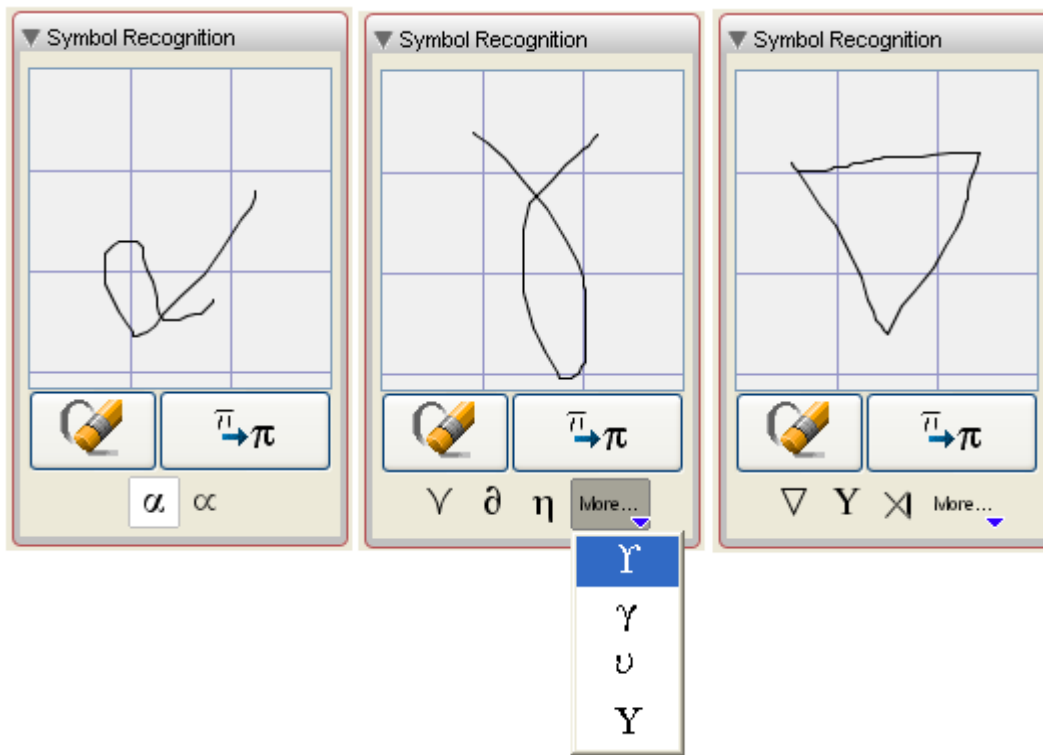 Symbol Recognition
Symbol Recognition
Symbol Recognition
π→π
π→π
π→π
α ∝
⋎ ∂ η More...
▽ Υ ⋊ More...
ϒ
γ
υ
Υ